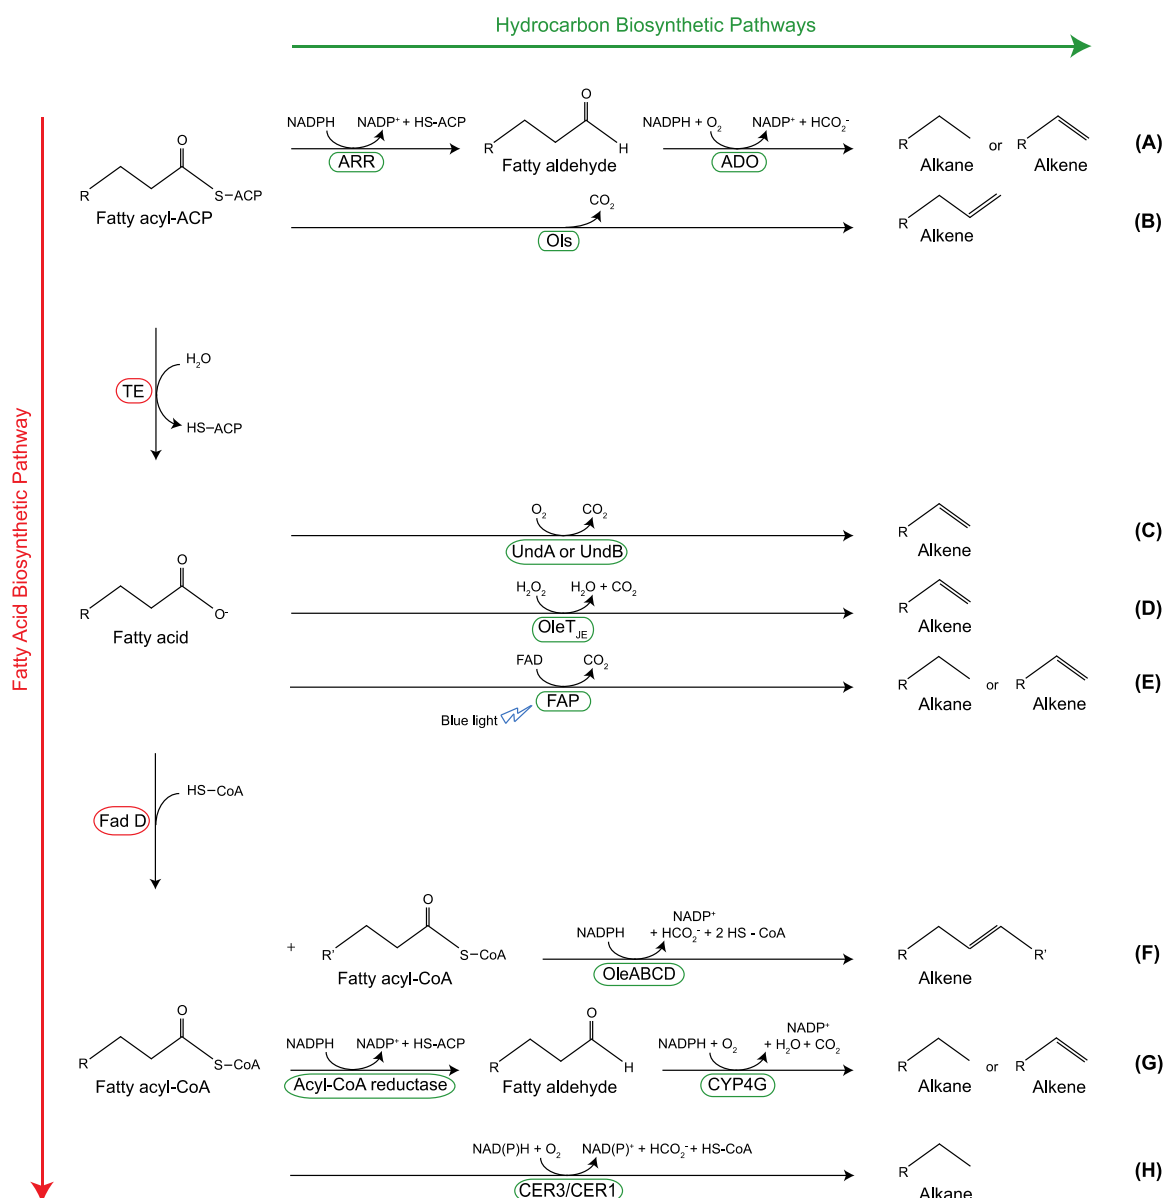 Hydrocarbon Biosynthetic Pathways
Fatty Acid Biosynthetic Pathway
O
R
S–ACP
Fatty acyl-ACP
NADPH NADP⁺ + HS-ACP
ARR
O
R
H
Fatty aldehyde
NADPH + O₂ NADP⁺ + HCO₂⁻
ADO
R
Alkane
or
R
Alkene
(A)
CO₂
Ols
R
Alkene
(B)
TE
H₂O
HS–ACP
O₂ CO₂
UndA or UndB
R
Alkene
(C)
O
R
O⁻
Fatty acid
H₂O₂ H₂O + CO₂
OleT_JE
R
Alkene
(D)
FAD CO₂
FAP
Blue light
R
Alkane
or
R
Alkene
(E)
HS–CoA
Fad D
+
O
R'
S–CoA
Fatty acyl-CoA
NADPH
NADP⁺
+ HCO₂⁻ + 2 HS - CoA
OleABCD
R
R'
Alkene
(F)
O
R
S–CoA
Fatty acyl-CoA
NADPH NADP⁺ + HS-ACP
Acyl-CoA reductase
O
R
H
Fatty aldehyde
NADPH + O₂
NADP⁺
+ H₂O + CO₂
CYP4G
R
Alkane
or
R
Alkene
(G)
NAD(P)H + O₂ NAD(P)⁺ + HCO₂⁻ + HS-CoA
CER3/CER1
R
Alkane
(H)